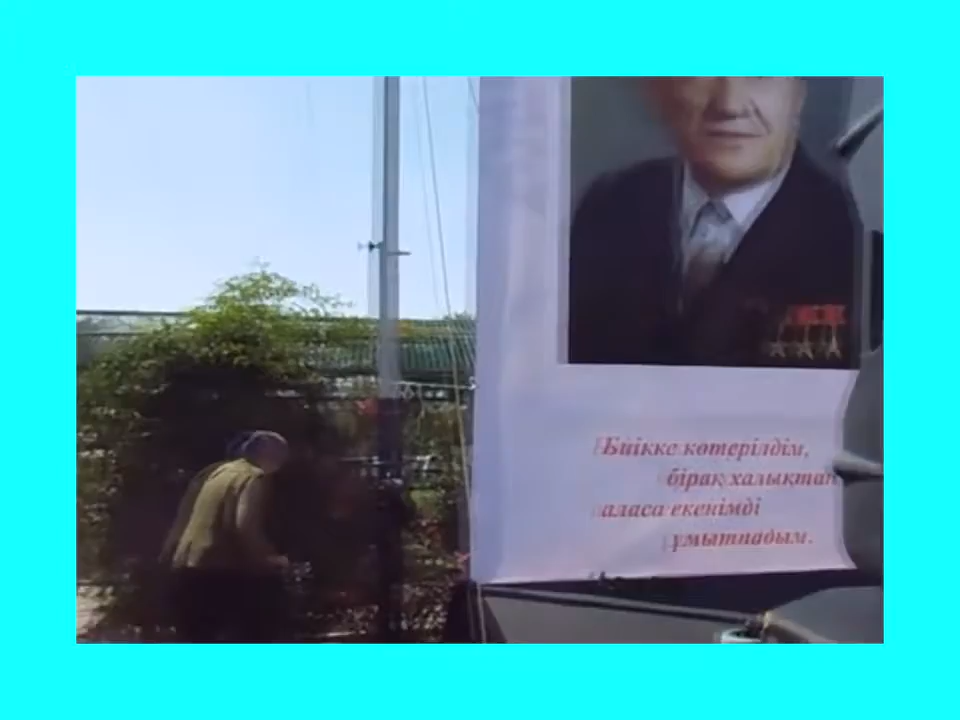 Биікке көтерілдім,
бірақ халықтан
аласа екенімді
ұмытпадым.